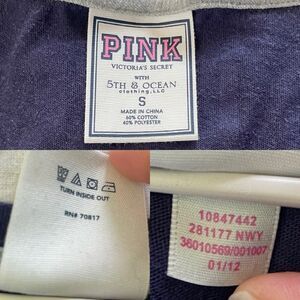 PINK
VICTORIA'S SECRET
WITH
5TH & OCEAN
clothing, LLC
S
MADE IN CHINA
60% COTTON
40% POLYESTER
TURN INSIDE OUT
RN# 70817
10847442
281177 NWY
36010569/001007
01/12